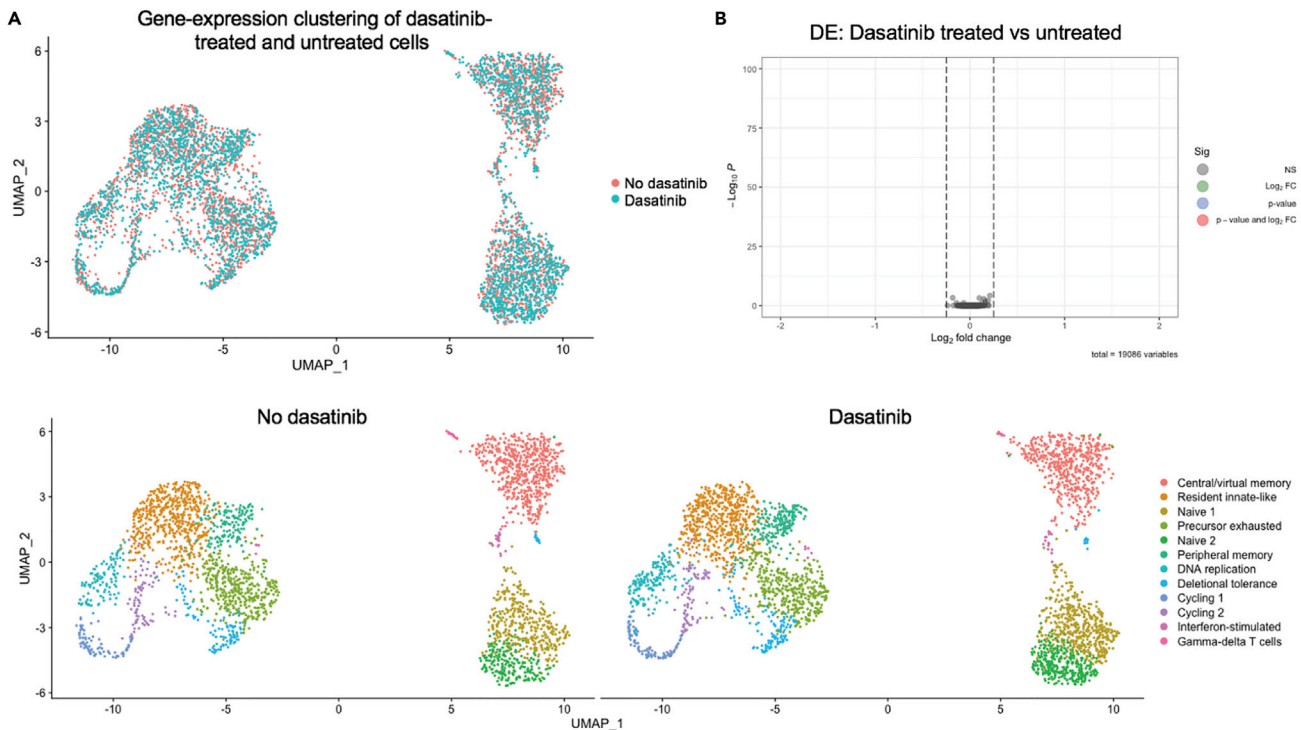 A
Gene-expression clustering of dasatinib-
treated and untreated cells
6
3
0
-3
-6
UMAP_2
-10
-5
0
5
10
UMAP_1
No dasatinib
Dasatinib
B
DE: Dasatinib treated vs untreated
100
75
50
25
0
– Log10 P
-2
-1
0
1
2
Log2 fold change
total = 19086 variables
Sig
NS
Log2 FC
p-value
p – value and log2 FC
No dasatinib
6
3
0
-3
-6
UMAP_2
-10
-5
0
5
10
Dasatinib
-10
-5
0
5
10
UMAP_1
Central/virtual memory
Resident innate-like
Naive 1
Precursor exhausted
Naive 2
Peripheral memory
DNA replication
Deletional tolerance
Cycling 1
Cycling 2
Interferon-stimulated
Gamma-delta T cells